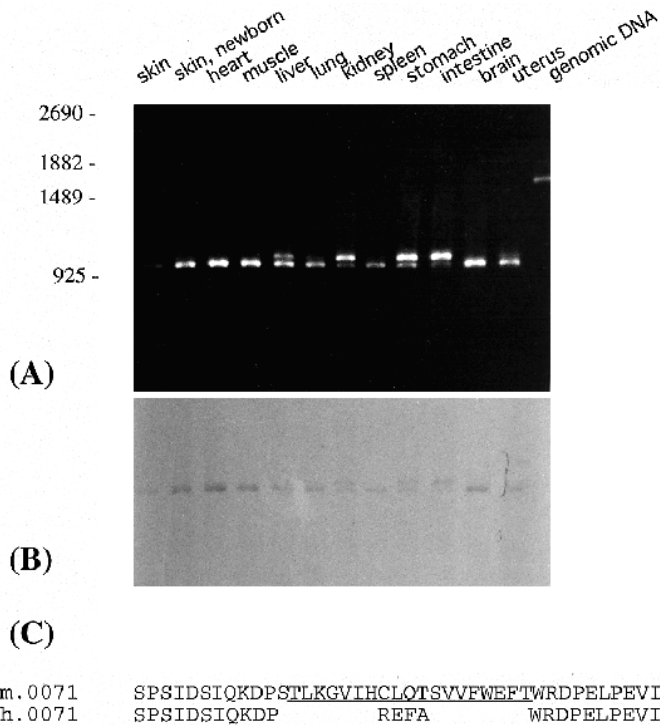 skin
skin, newborn
heart
muscle
liver
lung
kidney
spleen
stomach
intestine
brain
uterus
genomic DNA
2690 -
1882 -
1489 -
925 -
(A)
(B)
(C)
m.0071 SPSIDSIQKDPSTLKGVIHCLQTSVVFWEFTWRDPELPEVI
h.0071 SPSIDSIQKDP REFA WRDPELPEVI